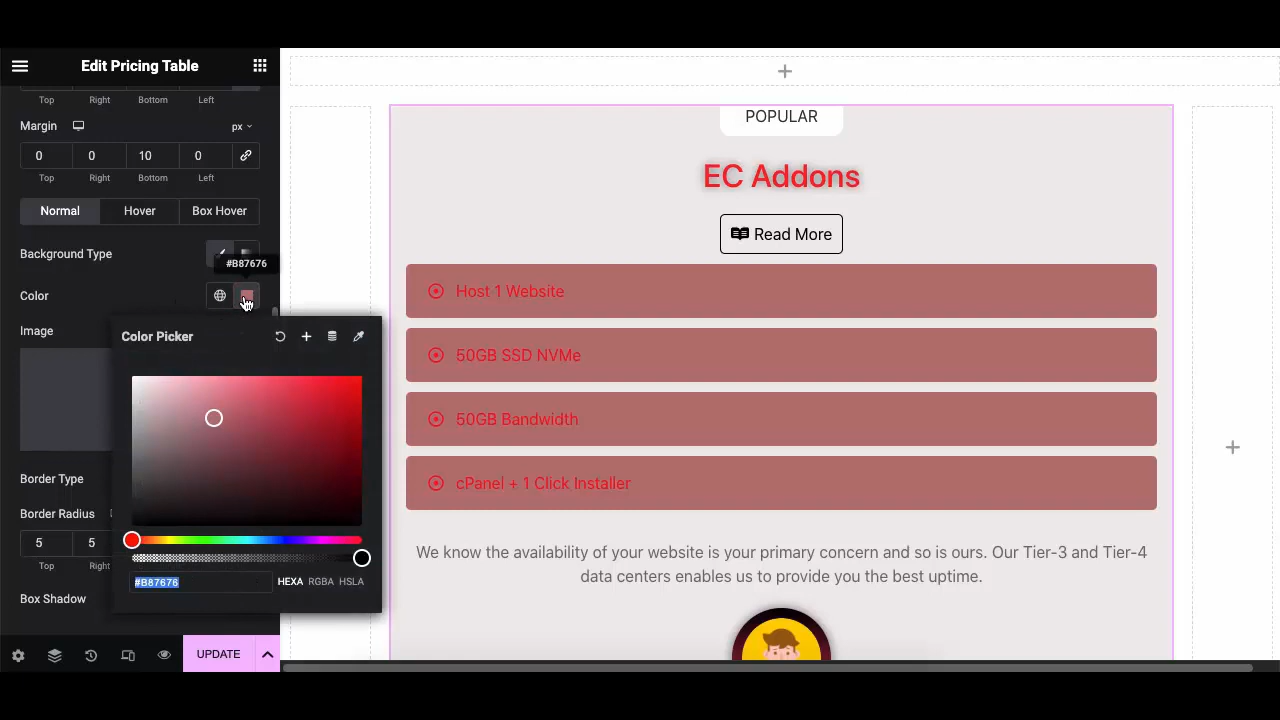 Edit Pricing Table
Top Right Bottom Left
Margin px
0 0 10 0
Top Right Bottom Left
Normal Hover Box Hover
Background Type
#B87676
Color
Image
Color Picker
#B87676 HEXA RGBA HSLA
Border Type
Border Radius
5 5
Top Right
Box Shadow
UPDATE
POPULAR
EC Addons
Read More
Host 1 Website
50GB SSD NVMe
50GB Bandwidth
cPanel + 1 Click Installer
We know the availability of your website is your primary concern and so is ours. Our Tier-3 and Tier-4
data centers enables us to provide you the best uptime.